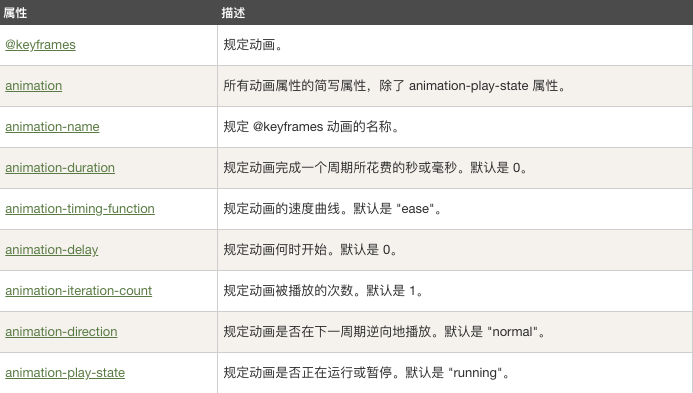 属性 描述
@keyframes 规定动画。
animation 所有动画属性的简写属性，除了 animation-play-state 属性。
animation-name 规定 @keyframes 动画的名称。
animation-duration 规定动画完成一个周期所花费的秒或毫秒。默认是 0。
animation-timing-function 规定动画的速度曲线。默认是 "ease"。
animation-delay 规定动画何时开始。默认是 0。
animation-iteration-count 规定动画被播放的次数。默认是 1。
animation-direction 规定动画是否在下一周期逆向地播放。默认是 "normal"。
animation-play-state 规定动画是否正在运行或暂停。默认是 "running"。